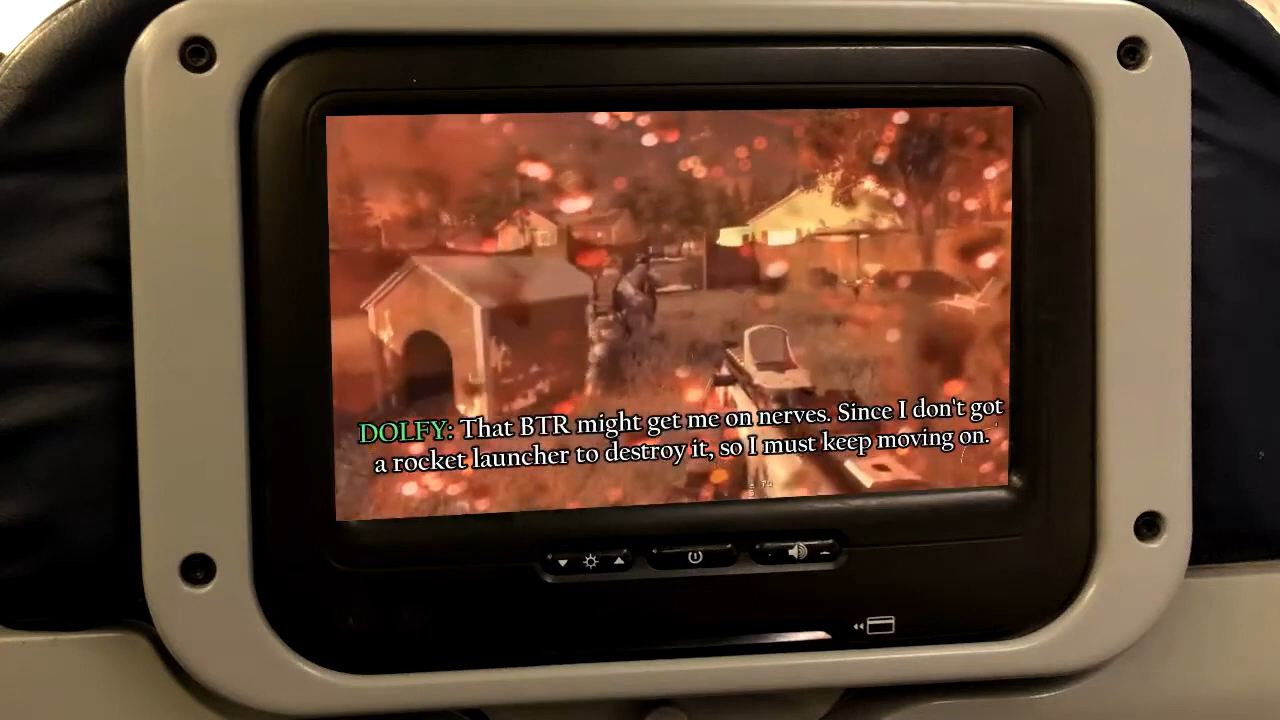 DOLFY: That BTR might get me on nerves. Since I don't got
a rocket launcher to destroy it, so I must keep moving on.